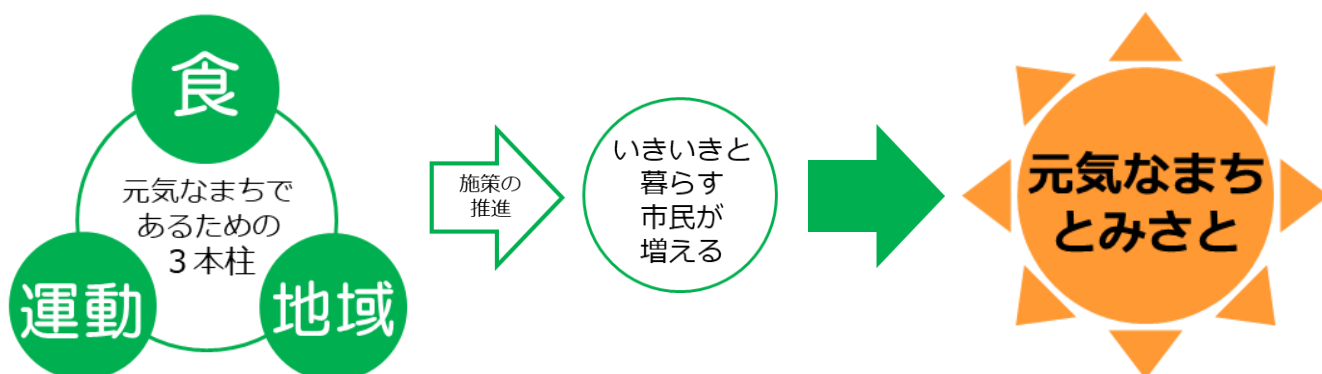 食
元気なまちで
あるための
３本柱
運動
地域
施策の
推進
いきいきと
暮らす
市民が
増える
元気なまち
とみさと